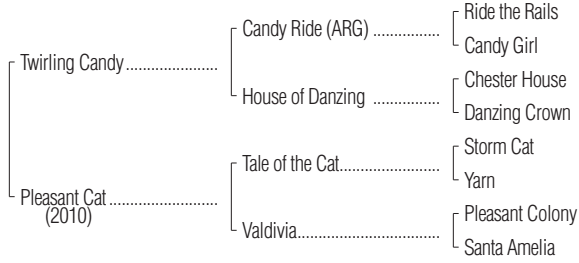 Ride the Rails
Candy Ride (ARG) ................
Candy Girl
Twirling Candy ......................
Chester House
House of Danzing ................
Danzing Crown
Storm Cat
Tale of the Cat........................
Yarn
Pleasant Cat ..........................
(2010)
Pleasant Colony
Valdivia..................................
Santa Amelia